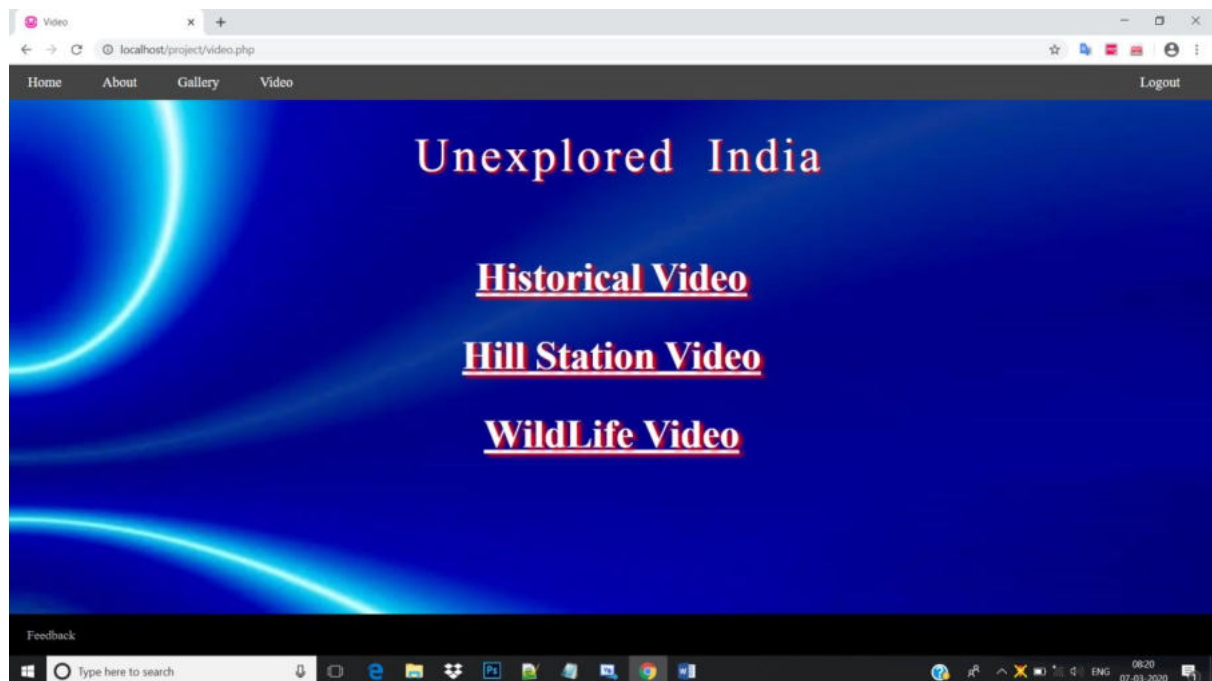 Video
localhost/project/video.php
Home About Gallery Video Logout
Unexplored India
Historical Video
Hill Station Video
WildLife Video
Feedback
Type here to search
Ps
ENG
08:20
07-03-2020